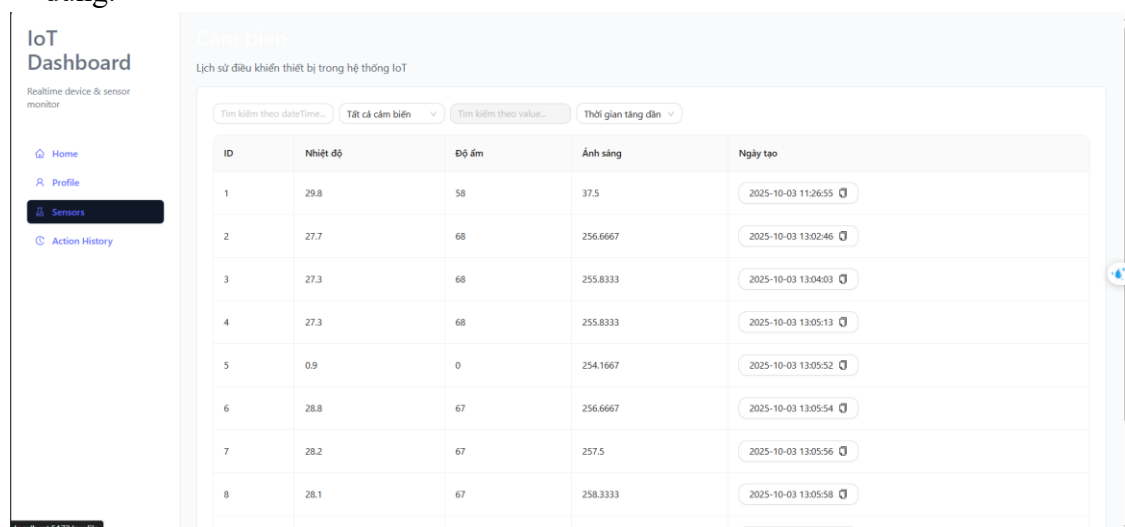 IoT
Dashboard
Realtime device & sensor
monitor
Home
Profile
Sensors
Action History
Cảm biến
Lịch sử điều khiển thiết bị trong hệ thống IoT
Tìm kiếm theo dateTime... Tất cả cảm biến Tìm kiếm theo value... Thời gian tăng dần
ID Nhiệt độ Độ ẩm Ánh sáng Ngày tạo
1 29.8 58 37.5 2025-10-03 11:26:55
2 27.7 68 256.6667 2025-10-03 13:02:46
3 27.3 68 255.8333 2025-10-03 13:04:03
4 27.3 68 255.8333 2025-10-03 13:05:13
5 0.9 0 254.1667 2025-10-03 13:05:52
6 28.8 67 256.6667 2025-10-03 13:05:54
7 28.2 67 257.5 2025-10-03 13:05:56
8 28.1 67 258.3333 2025-10-03 13:05:58